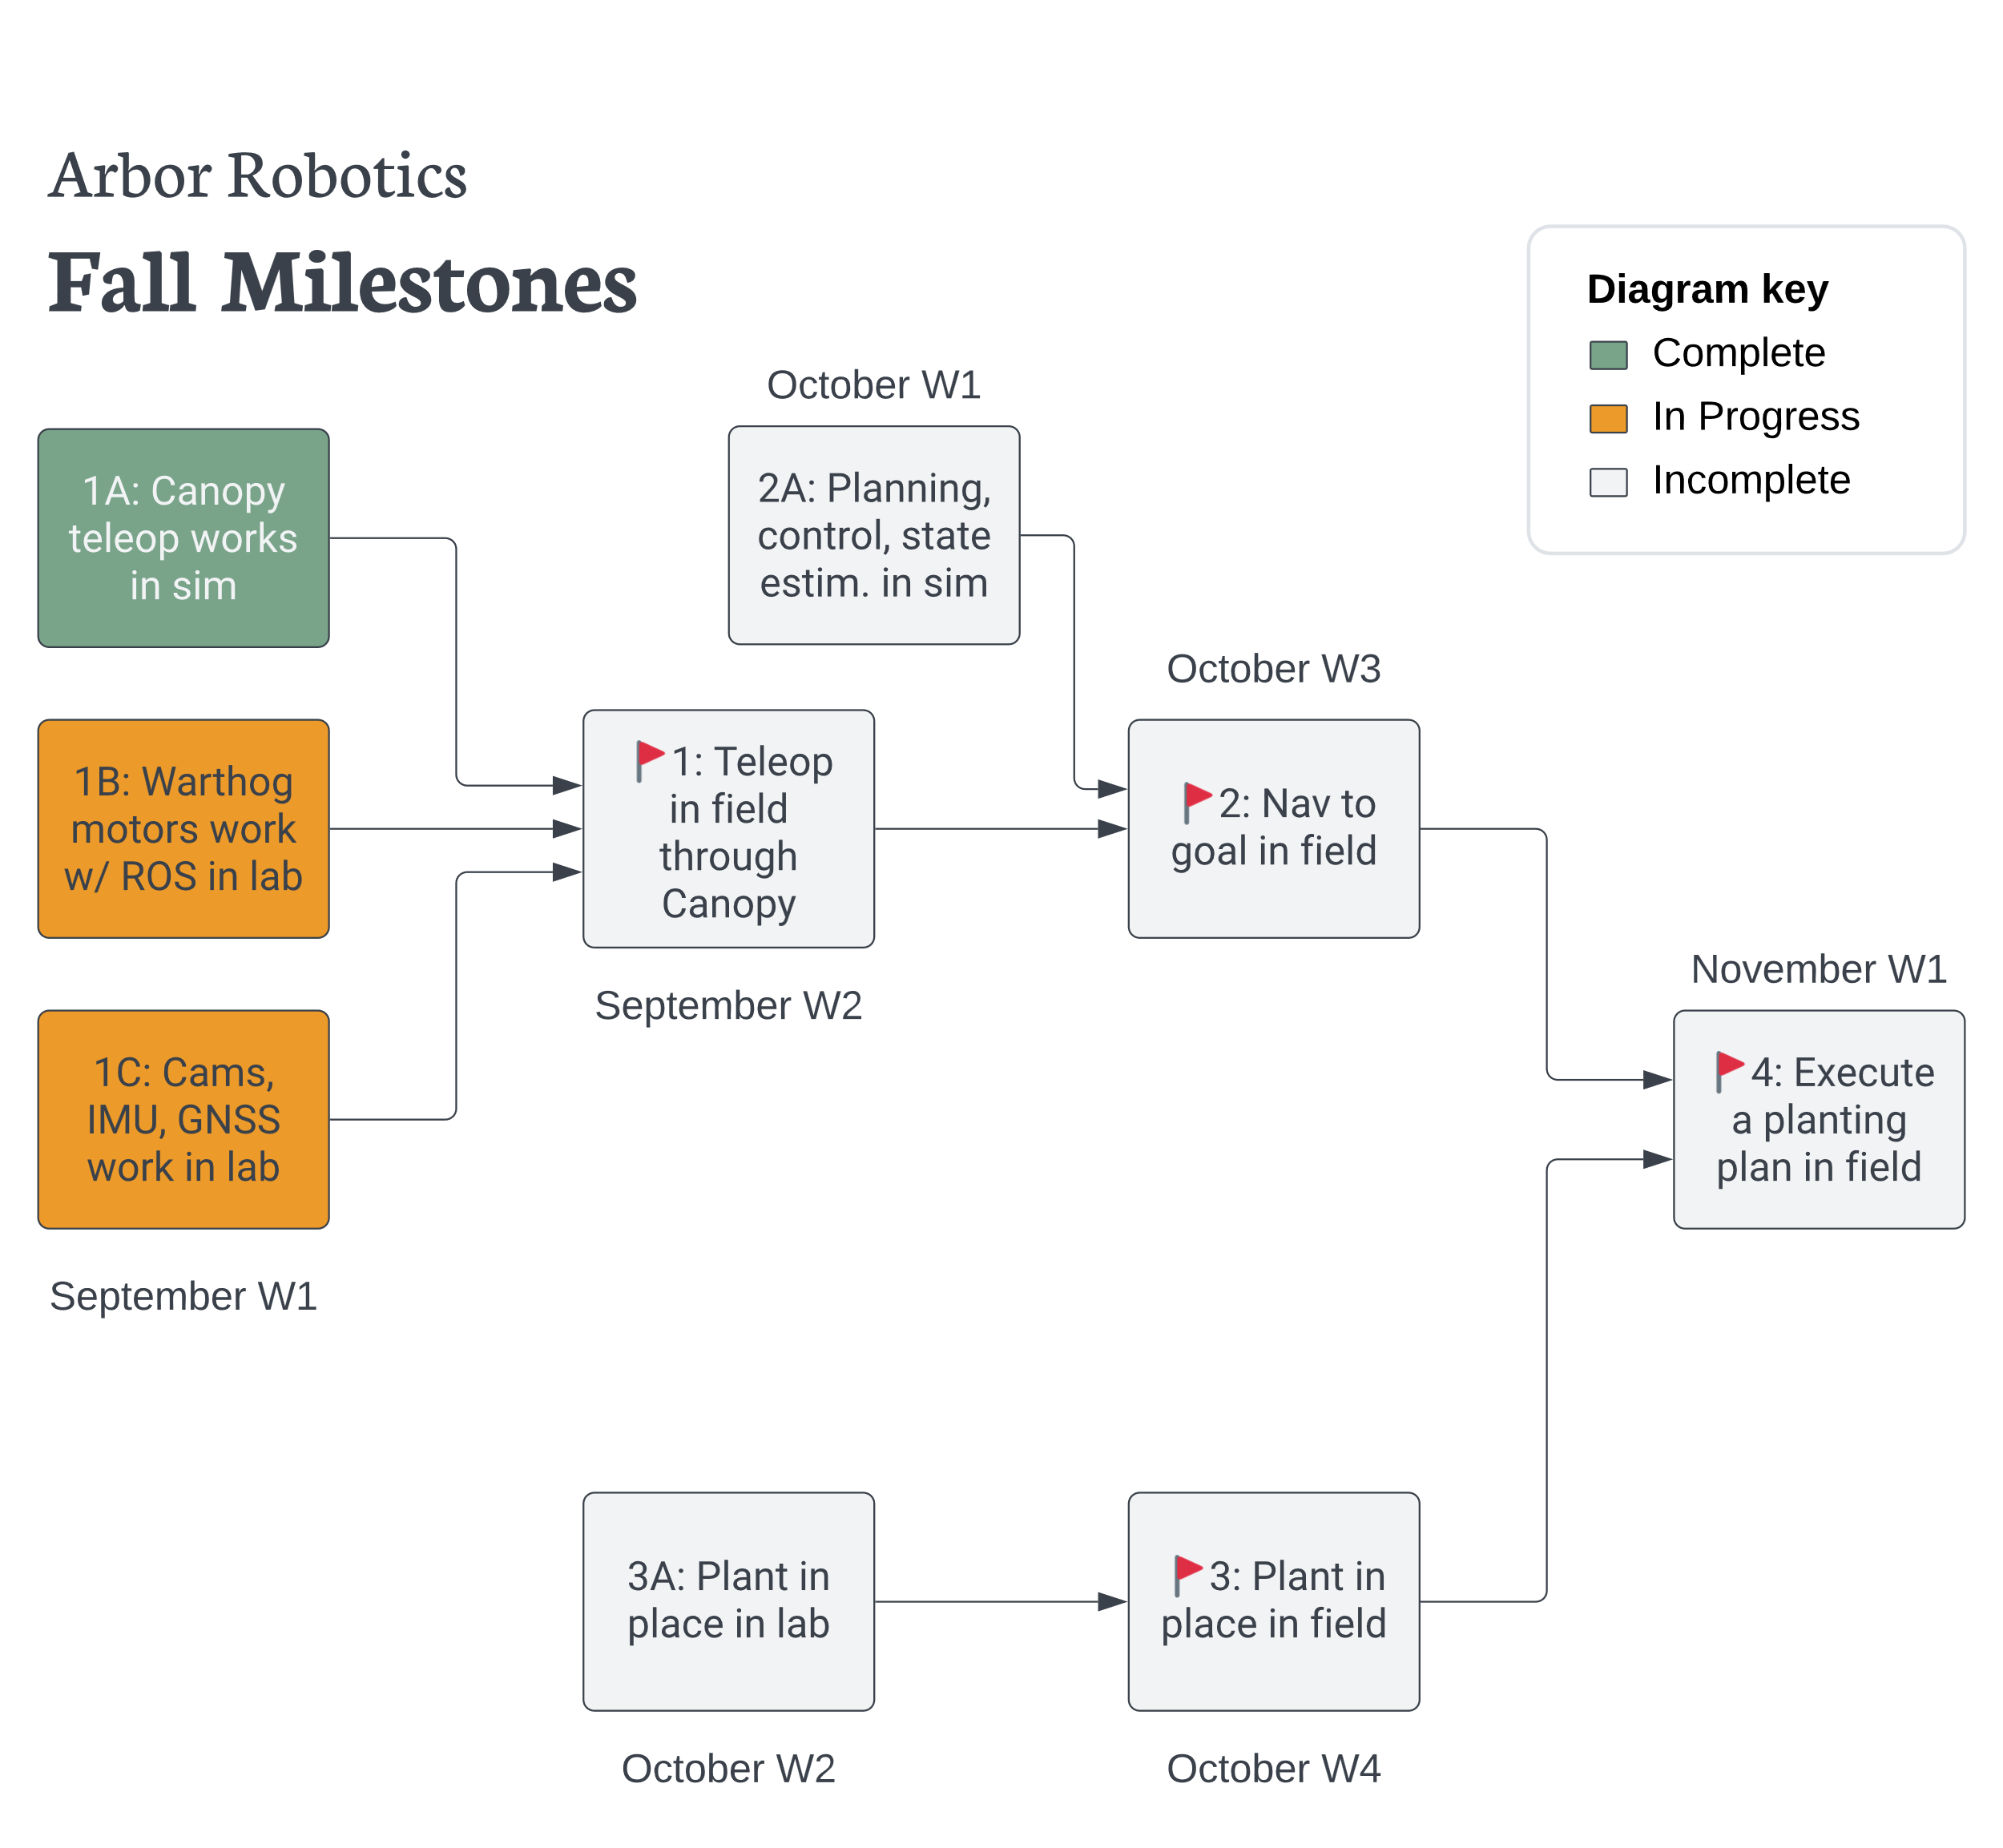 Arbor Robotics
Fall Milestones
Diagram key
Complete
In Progress
Incomplete
1A: Canopy
teleop works
in sim
1B: Warthog
motors work
w/ ROS in lab
1C: Cams,
IMU, GNSS
work in lab
September W1
October W1
2A: Planning,
control, state
estim. in sim
🚩1: Teleop
in field
through
Canopy
September W2
October W3
🚩2: Nav to
goal in field
November W1
🚩4: Execute
a planting
plan in field
3A: Plant in
place in lab
October W2
🚩3: Plant in
place in field
October W4